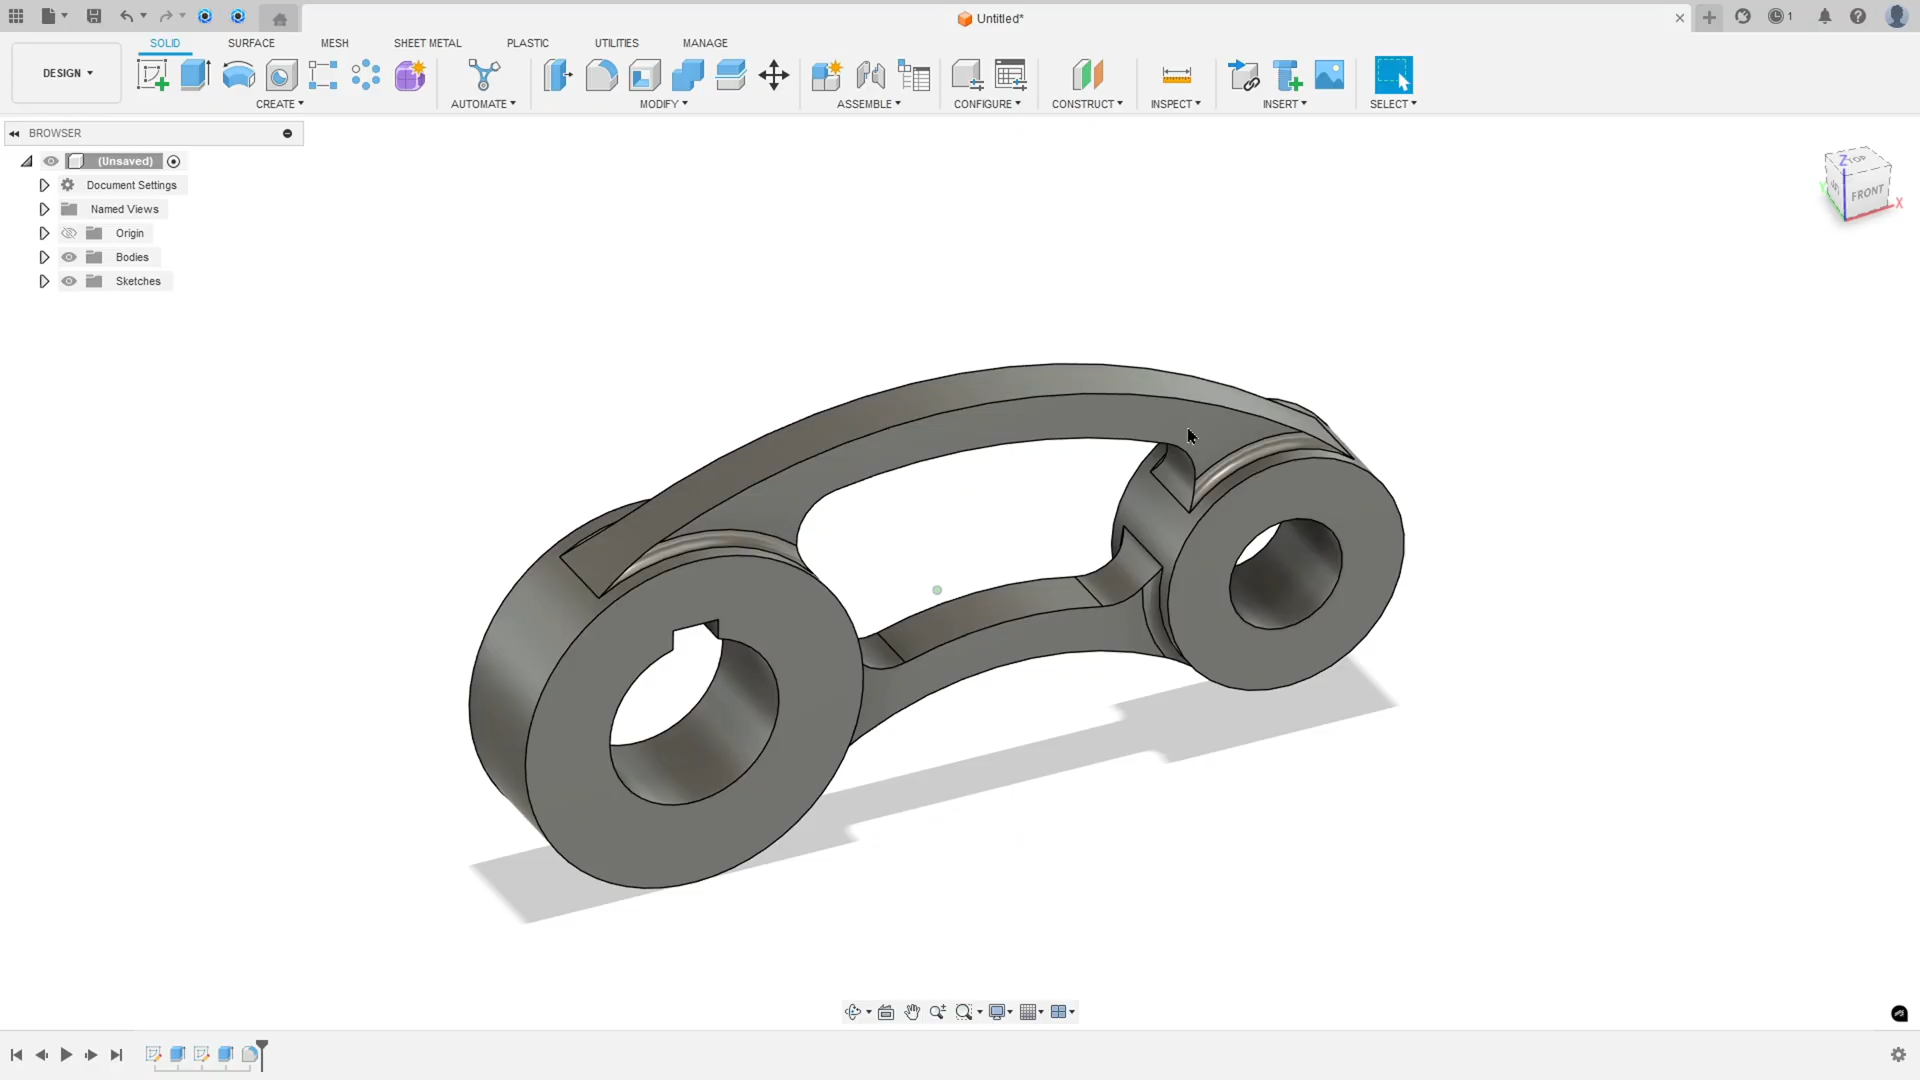 Untitled*
1
SOLID SURFACE MESH SHEET METAL PLASTIC UTILITIES MANAGE
DESIGN
CREATE AUTOMATE MODIFY ASSEMBLE CONFIGURE CONSTRUCT INSPECT INSERT SELECT
BROWSER
(Unsaved)
Document Settings
Named Views
Origin
Bodies
Sketches
Z
TOP
FRONT
X